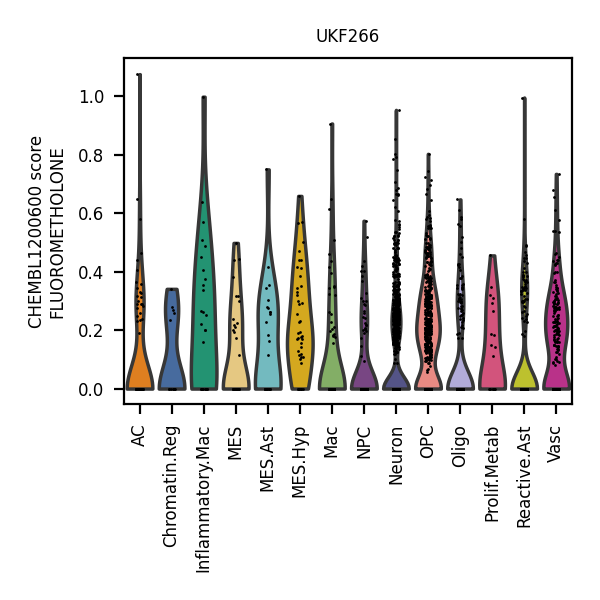 UKF266
CHEMBL1200600 score
FLUOROMETHOLONE
1.0
0.8
0.6
0.4
0.2
0.0
AC
Chromatin.Reg
Inflammatory.Mac
MES
MES.Ast
MES.Hyp
Mac
NPC
Neuron
OPC
Oligo
Prolif.Metab
Reactive.Ast
Vasc